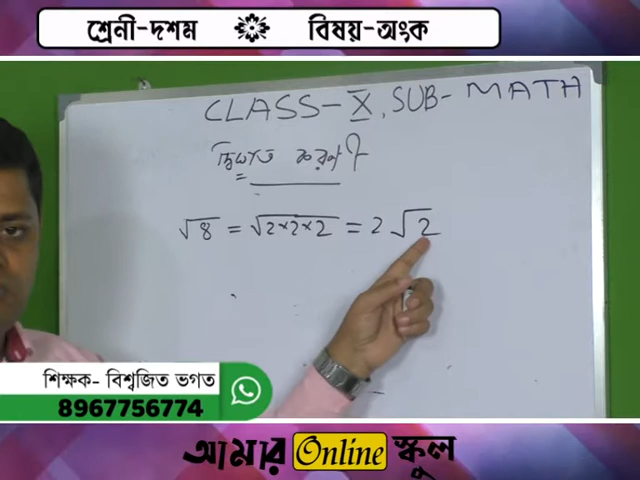 শ্রেনী-দশম বিষয়-অংক
CLASS-X, SUB-MATH
দ্বিঘাত করণী
√8 = √2×2×2 = 2√2
শিক্ষক- বিশ্বজিত ভগত
8967756774
আমার Online স্কুল